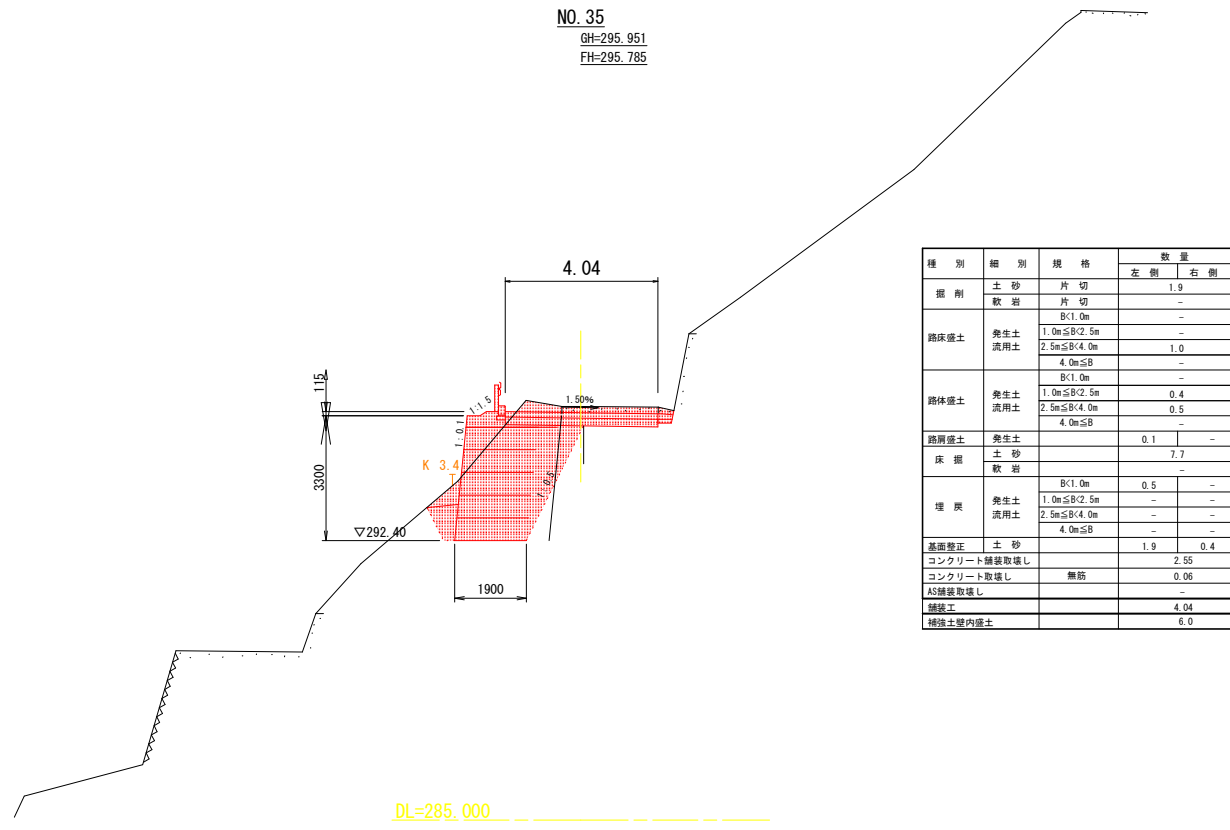 NO. 35
GH=295.951
FH=295.785
4.04
115
1:1.5
1.50%
1:0.1
K 3.4
T
3300
1:0.5
▽292.40
1900
DL=285.000
種 別 細 別 規 格 数 量
左 側 右 側
掘 削 土 砂 片 切 1.9
軟 岩 片 切 −
路床盛土 発生土 流用土 B<1.0m −
1.0m≦B<2.5m −
2.5m≦B<4.0m 1.0
4.0m≦B −
路体盛土 発生土 流用土 B<1.0m −
1.0m≦B<2.5m 0.4
2.5m≦B<4.0m 0.5
4.0m≦B −
路肩盛土 発生土 0.1 −
床 掘 土 砂 7.7
軟 岩 −
埋 戻 発生土 流用土 B<1.0m 0.5 −
1.0m≦B<2.5m − −
2.5m≦B<4.0m − −
4.0m≦B − −
基面整正 土 砂 1.9 0.4
コンクリート舗装取壊し 2.55
コンクリート取壊し 無筋 0.06
AS舗装取壊し −
舗装工 4.04
補強土壁内盛土 6.0